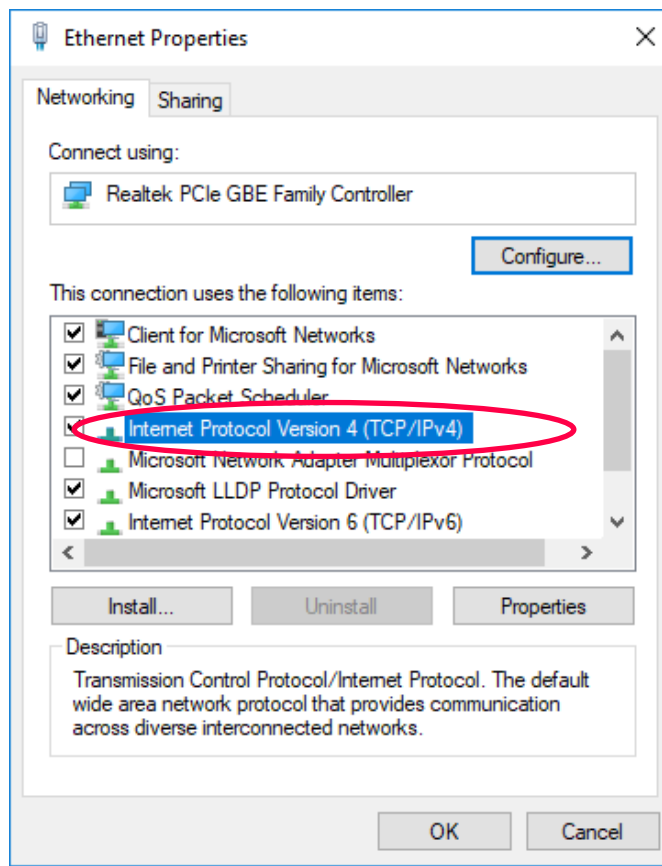 Ethernet Properties
Networking
Sharing
Connect using:
Realtek PCIe GBE Family Controller
Configure...
This connection uses the following items:
Client for Microsoft Networks
File and Printer Sharing for Microsoft Networks
QoS Packet Scheduler
Internet Protocol Version 4 (TCP/IPv4)
Microsoft Network Adapter Multiplexor Protocol
Microsoft LLDP Protocol Driver
Internet Protocol Version 6 (TCP/IPv6)
Install...
Uninstall
Properties
Description
Transmission Control Protocol/Internet Protocol. The default
wide area network protocol that provides communication
across diverse interconnected networks.
OK
Cancel